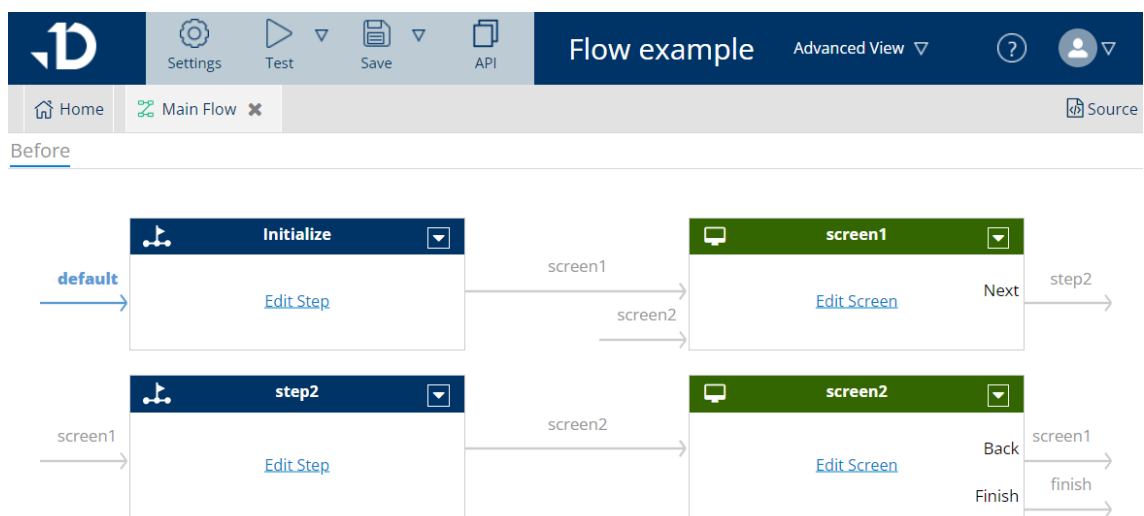 Settings
Test
Save
API
Flow example
Advanced View
?
Home
Main Flow
Source
Before
Initialize
screen1
default
screen1
Edit Step
Edit Screen
Next
step2
screen2
step2
screen2
screen1
screen2
Edit Step
Edit Screen
Back
screen1
Finish
finish